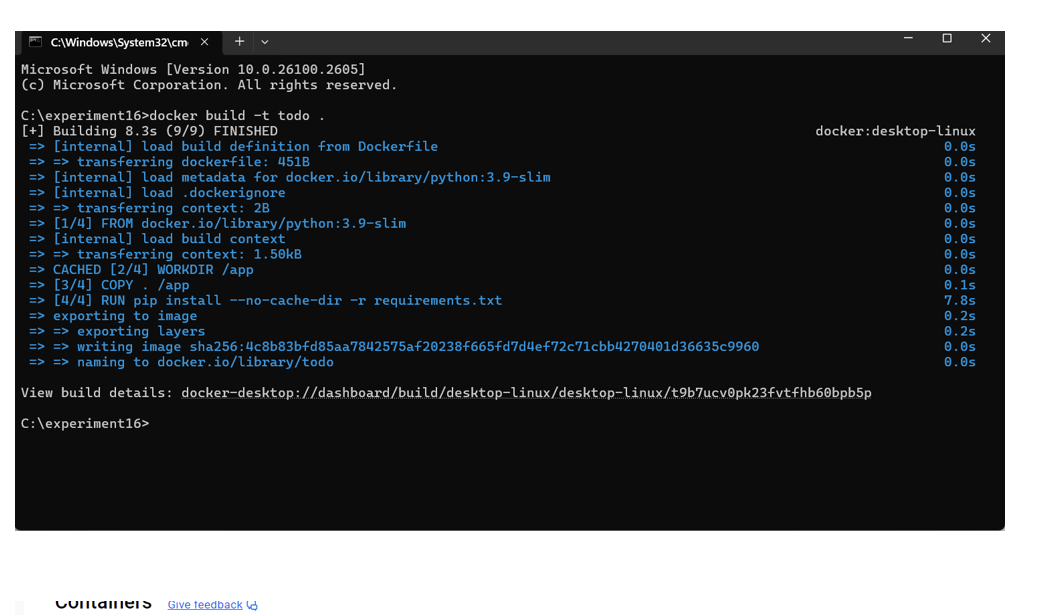 C:\Windows\System32\cm
Microsoft Windows [Version 10.0.26100.2605]
(c) Microsoft Corporation. All rights reserved.
C:\experiment16>docker build -t todo .
[+] Building 8.3s (9/9) FINISHED docker:desktop-linux
=> [internal] load build definition from Dockerfile 0.0s
=> => transferring dockerfile: 451B 0.0s
=> [internal] load metadata for docker.io/library/python:3.9-slim 0.0s
=> [internal] load .dockerignore 0.0s
=> => transferring context: 2B 0.0s
=> [1/4] FROM docker.io/library/python:3.9-slim 0.0s
=> [internal] load build context 0.0s
=> => transferring context: 1.50kB 0.0s
=> CACHED [2/4] WORKDIR /app 0.0s
=> [3/4] COPY . /app 0.1s
=> [4/4] RUN pip install --no-cache-dir -r requirements.txt 7.8s
=> exporting to image 0.2s
=> => exporting layers 0.2s
=> => writing image sha256:4c8b83bfd85aa7842575af20238f665fd7d4ef72c71cbb4270401d36635c9960 0.0s
=> => naming to docker.io/library/todo 0.0s
View build details: docker-desktop://dashboard/build/desktop-linux/desktop-linux/t9b7ucv0pk23fvtfhb60bpb5p
C:\experiment16>
Containers Give feedback